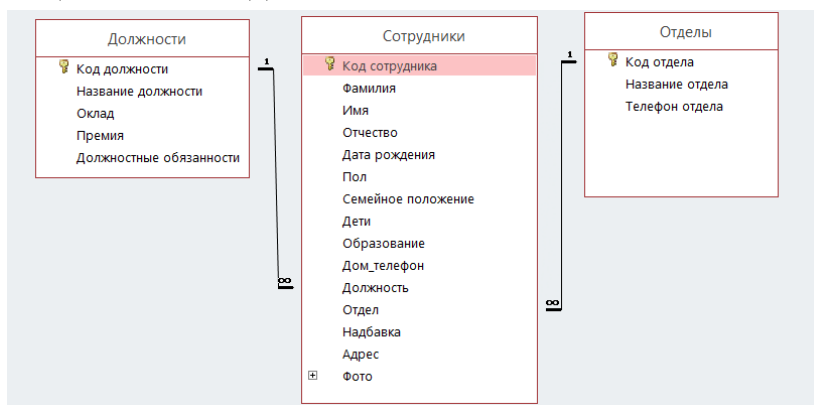 Должности
Код должности
Название должности
Оклад
Премия
Должностные обязанности
1
∞
Сотрудники
Код сотрудника
Фамилия
Имя
Отчество
Дата рождения
Пол
Семейное положение
Дети
Образование
Дом_телефон
Должность
Отдел
Надбавка
Адрес
Фото
1
∞
Отделы
Код отдела
Название отдела
Телефон отдела